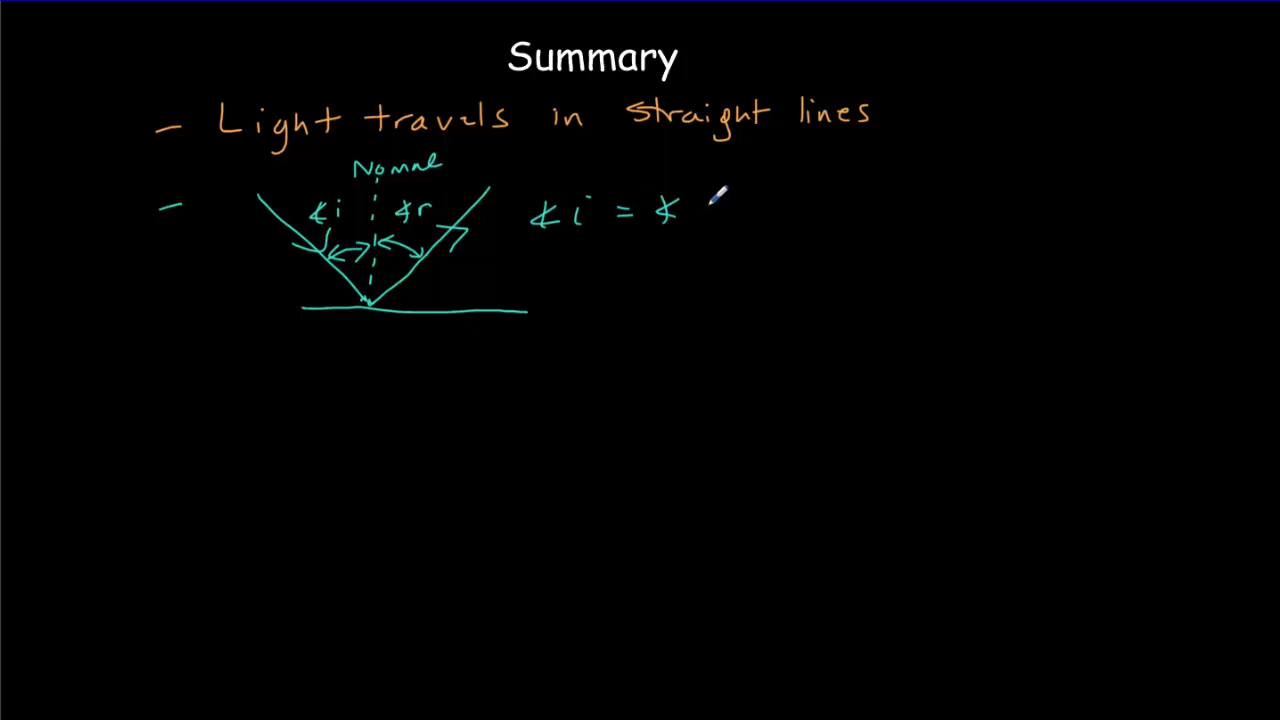 Summary
- Light travels in straight lines
Normal
-
∡i ∡r ∡i = ∡